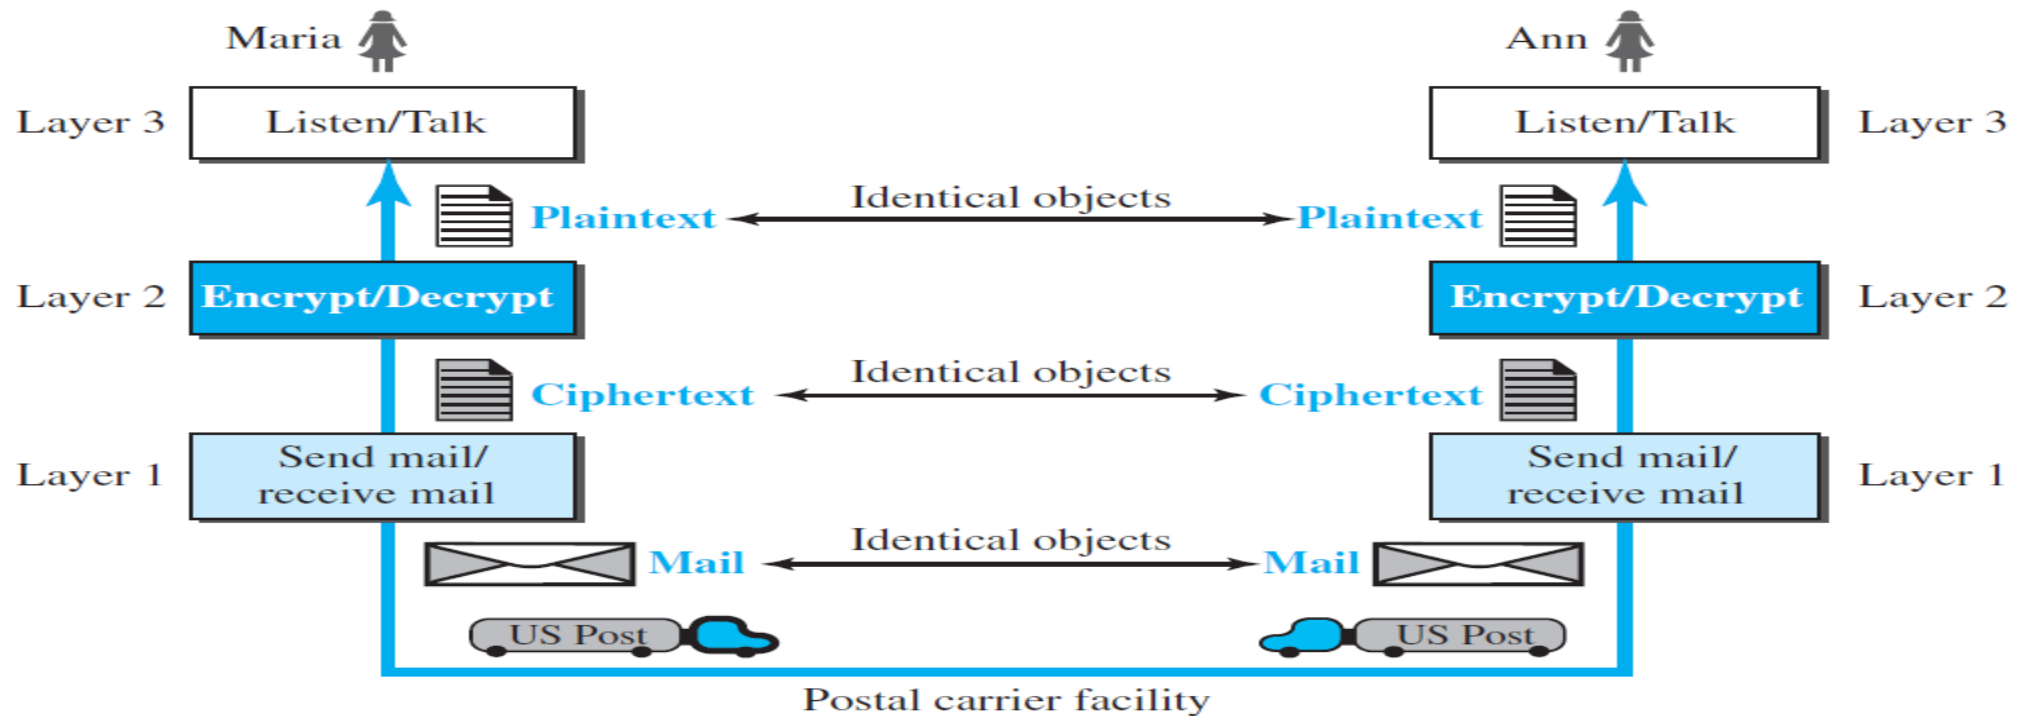 Maria
Ann
Layer 3
Listen/Talk
Listen/Talk
Layer 3
Identical objects
Plaintext
Plaintext
Layer 2
Encrypt/Decrypt
Encrypt/Decrypt
Layer 2
Identical objects
Ciphertext
Ciphertext
Layer 1
Send mail/
receive mail
Send mail/
receive mail
Layer 1
Identical objects
Mail
Mail
US Post
US Post
Postal carrier facility